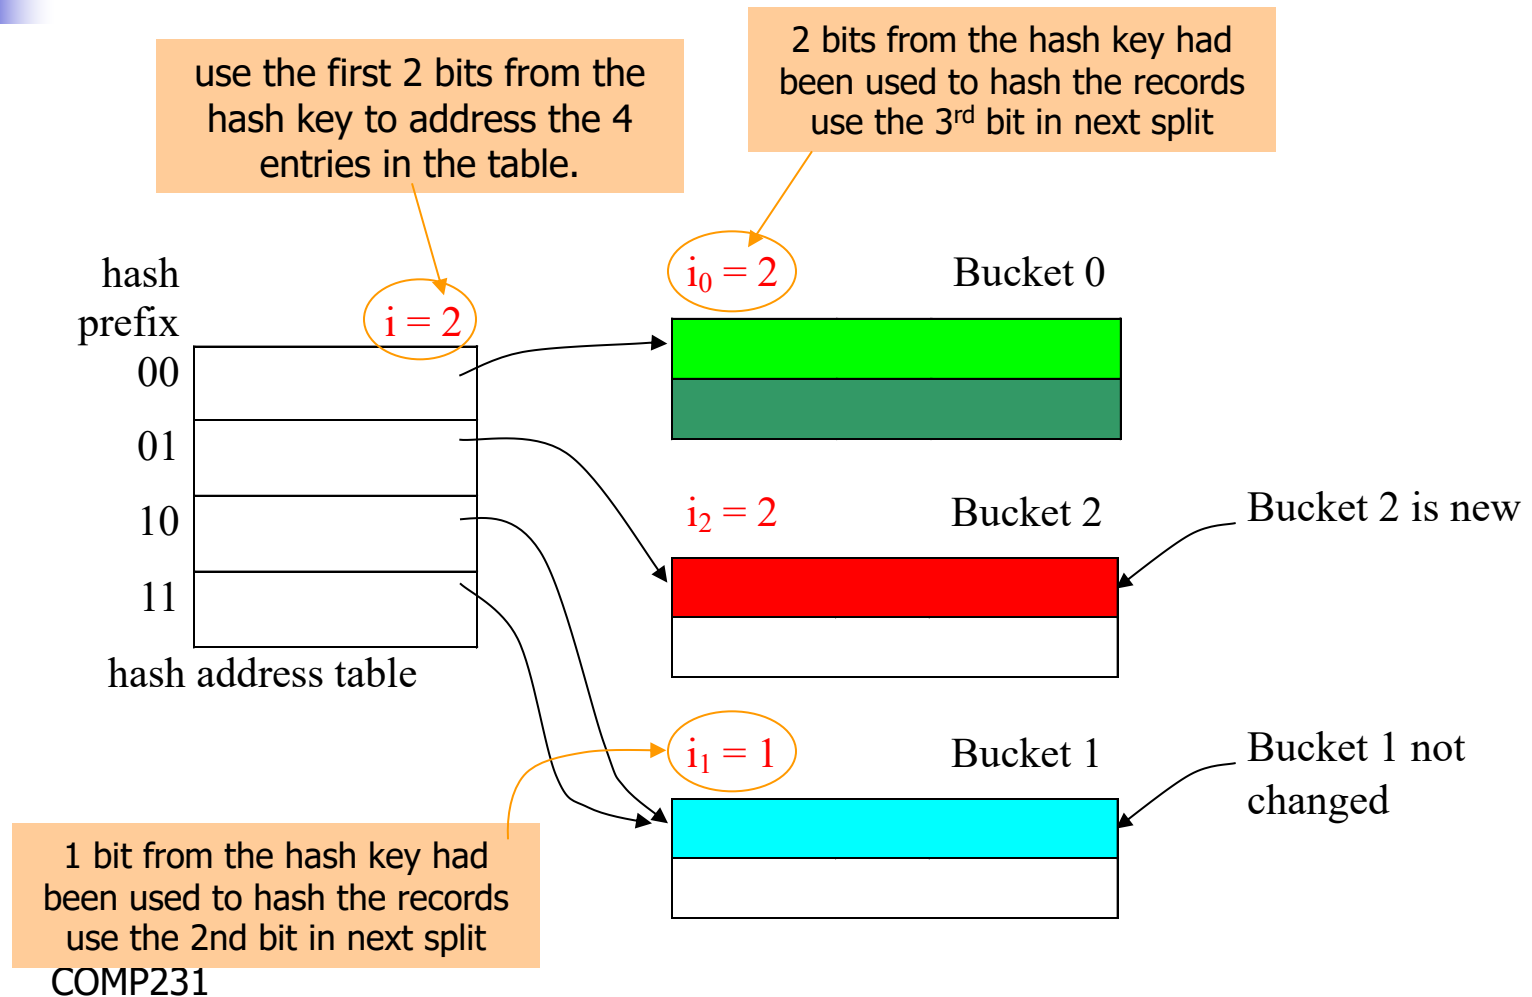 use the first 2 bits from the
hash key to address the 4
entries in the table.
2 bits from the hash key had
been used to hash the records
use the 3rd bit in next split
hash
prefix
i = 2
00
01
10
11
hash address table
i0 = 2
Bucket 0
i2 = 2
Bucket 2
Bucket 2 is new
i1 = 1
Bucket 1
Bucket 1 not
changed
1 bit from the hash key had
been used to hash the records
use the 2nd bit in next split
COMP231